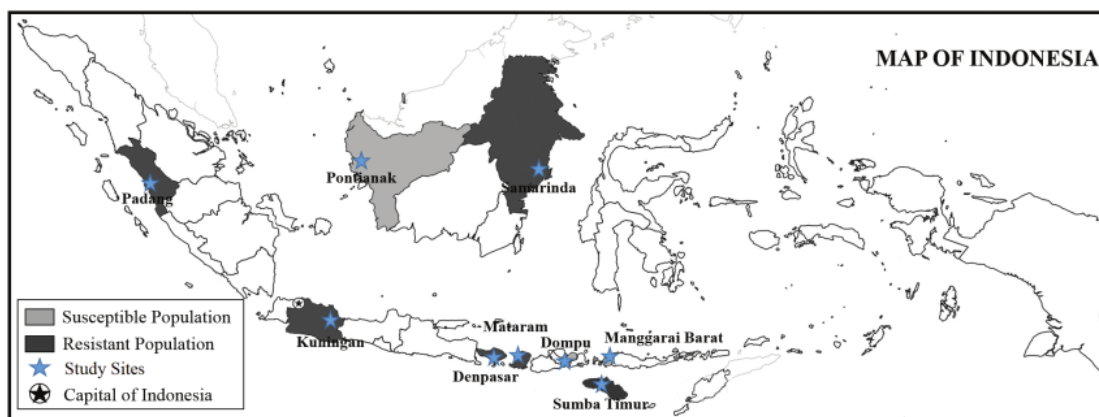 MAP OF INDONESIA
Pontianak
Samarinda
Padang
Kuningan
Mataram
Dompu
Manggarai Barat
Denpasar
Sumba Timur
Susceptible Population
Resistant Population
Study Sites
Capital of Indonesia